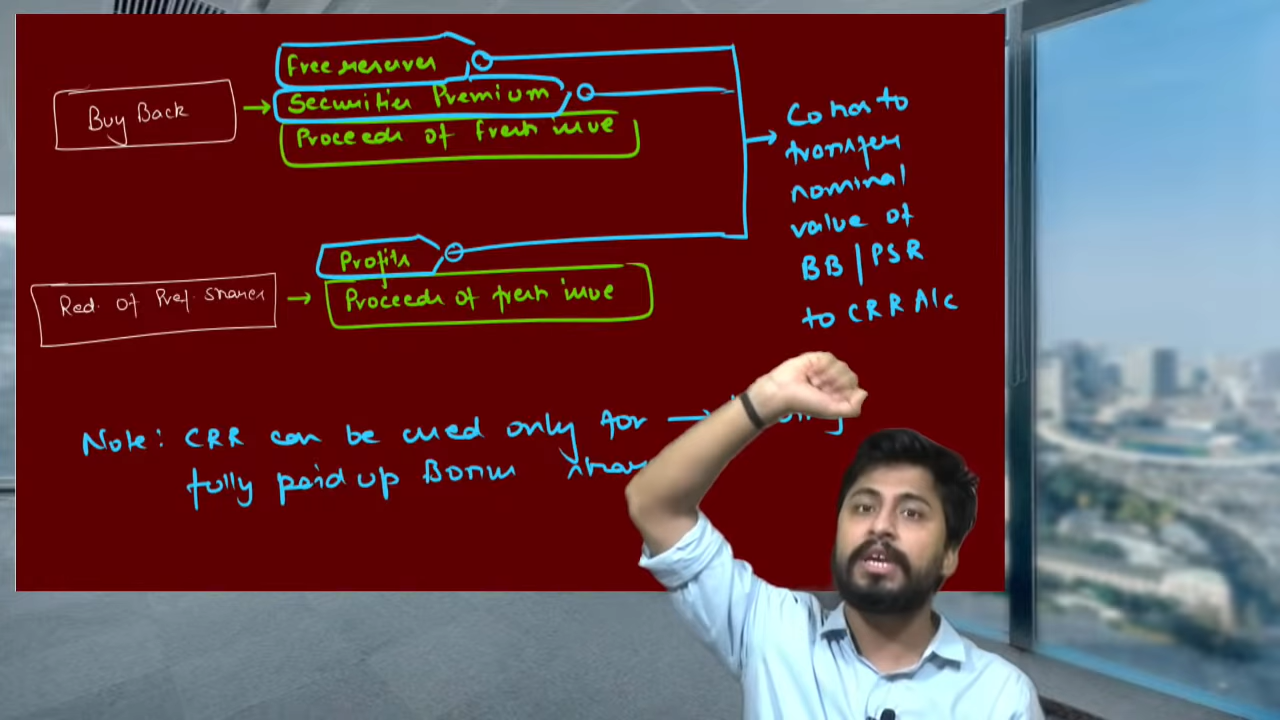 Buy Back
Free reserves
Securities Premium
Proceeds of fresh issue
Co has to
transfer
nominal
value of
BB | PSR
to CRR A/c
Red. of Pref. Shares
Profits
Proceeds of fresh issue
Note: CRR can be used only for →
fully paid up Bonus